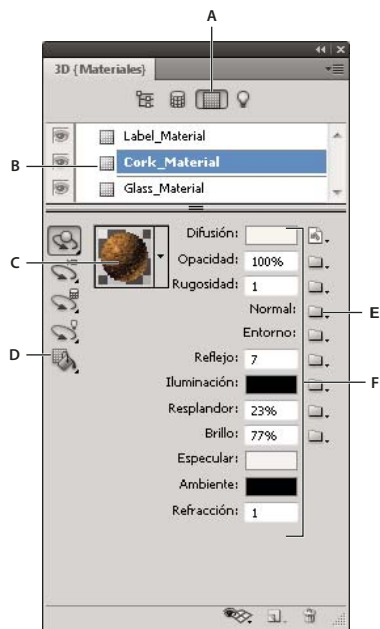 A
3D {Materiales}
Label_Material
B
Cork_Material
Glass_Material
Difusión:
C
Opacidad: 100%
Rugosidad: 1
Normal:
E
Entorno:
D
Reflejo: 7
Iluminación:
F
Resplandor: 23%
Brillo: 77%
Especular:
Ambiente:
Refracción: 1